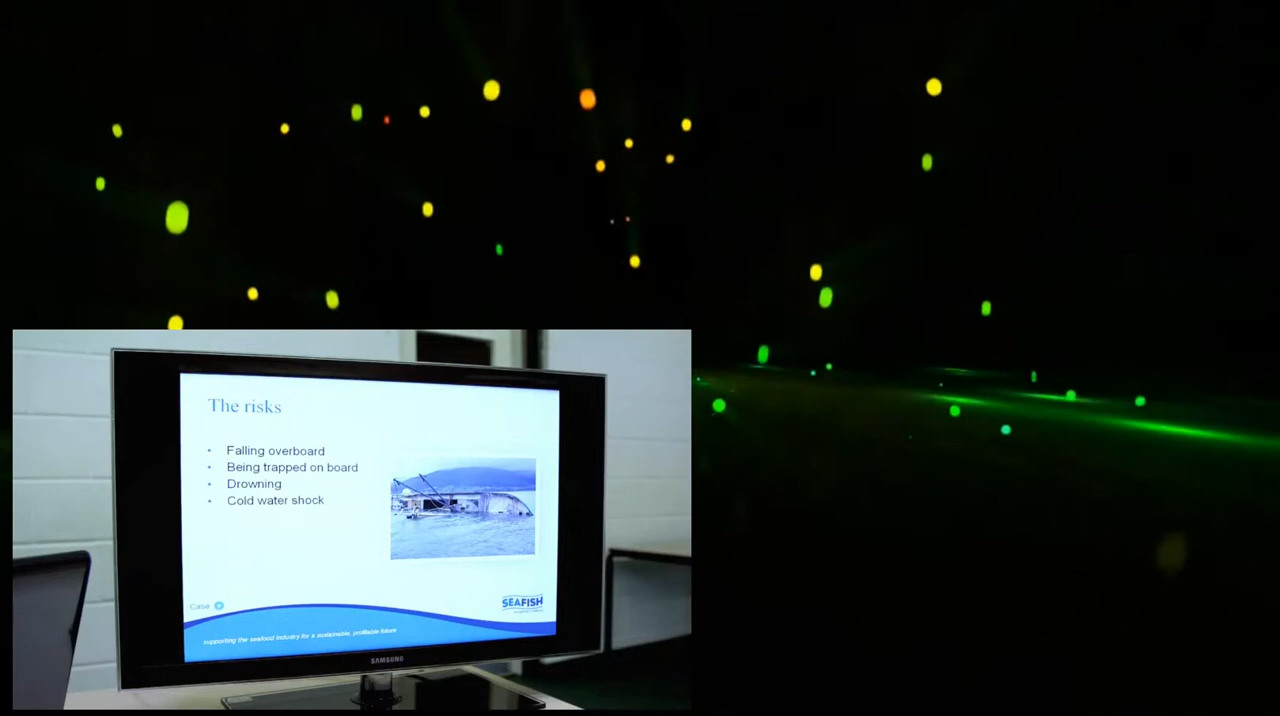 The risks
Falling overboard
Being trapped on board
Drowning
Cold water shock
Case
SEAFISH
supporting the seafood industry for a sustainable, profitable future
SAMSUNG